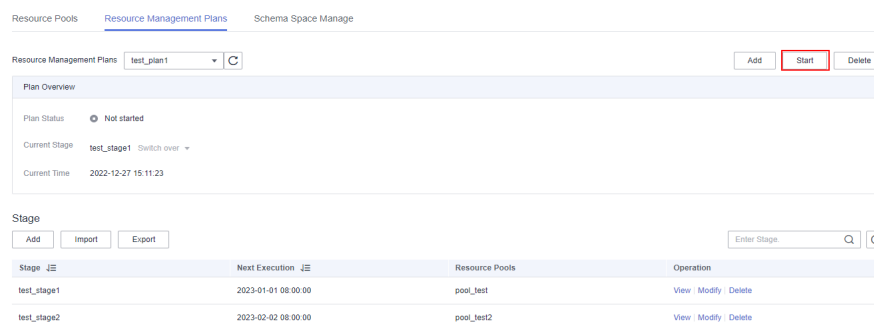 Resource Pools Resource Management Plans Schema Space Manage
Resource Management Plans test_plan1 Add Start Delete
Plan Overview
Plan Status Not started
Current Stage test_stage1 Switch over
Current Time 2022-12-27 15:11:23
Stage
Add Import Export Enter Stage.
Stage Next Execution Resource Pools Operation
test_stage1 2023-01-01 08:00:00 pool_test View Modify Delete
test_stage2 2023-02-02 08:00:00 pool_test2 View Modify Delete